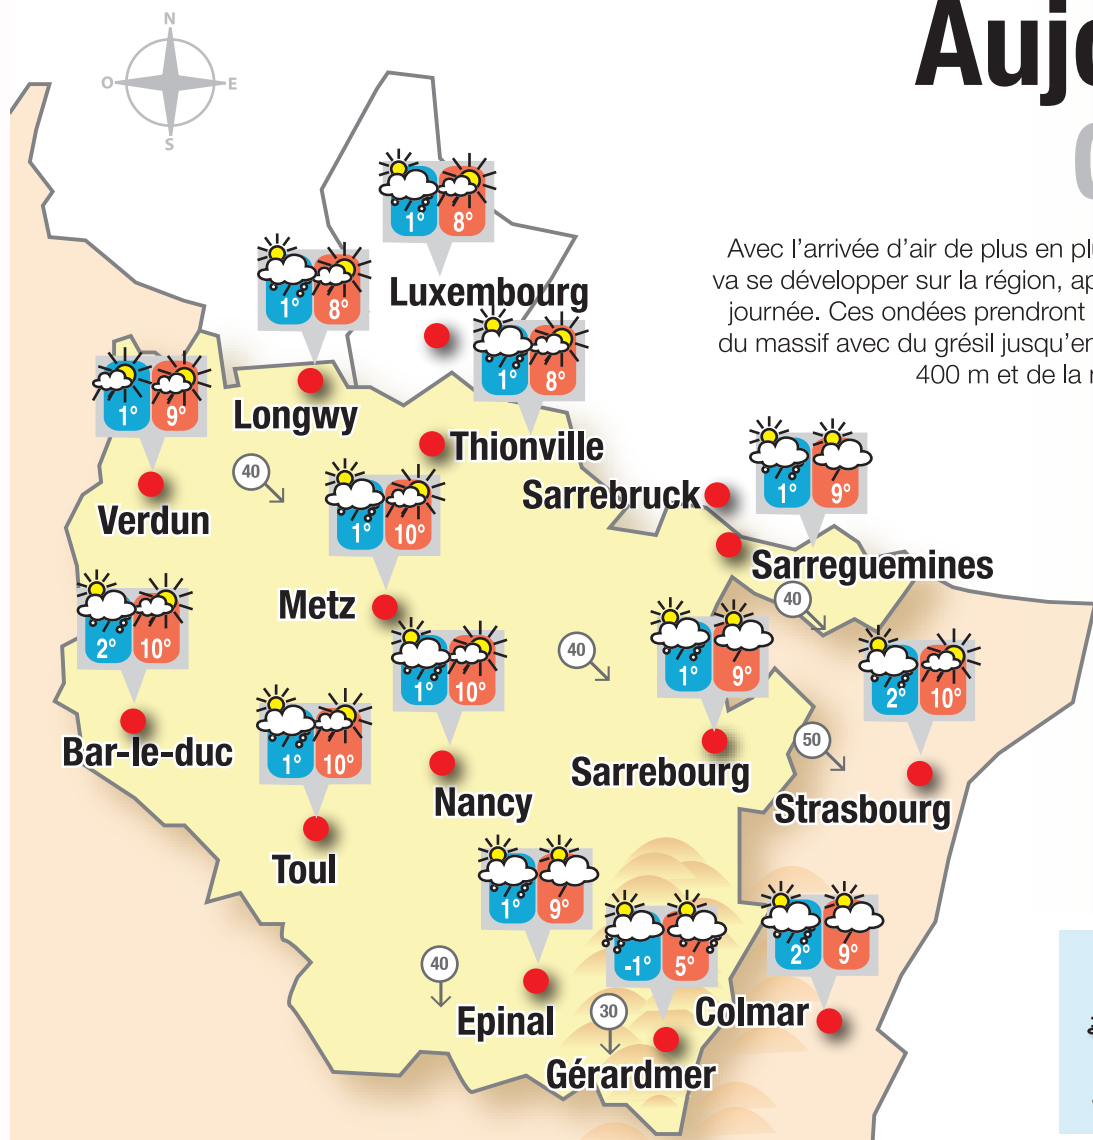 Aujo
N
O E
S
Avec l’arrivée d’air de plus en plu
va se développer sur la région, ap
journée. Ces ondées prendront
du massif avec du grésil jusqu’en
400 m et de la
1° 8°
Luxembourg
1° 8°
Longwy
1° 8°
Thionville
1° 9°
Verdun
40
1° 10°
Metz
Sarrebruck
1° 9°
Sarreguemines
40
2° 10°
Bar-le-duc
1° 10°
Nancy
40
1° 9°
Sarrebourg
2° 10°
Strasbourg
50
1° 10°
Toul
1° 9°
Epinal
40
-1° 5°
Gérardmer
30
2° 9°
Colmar